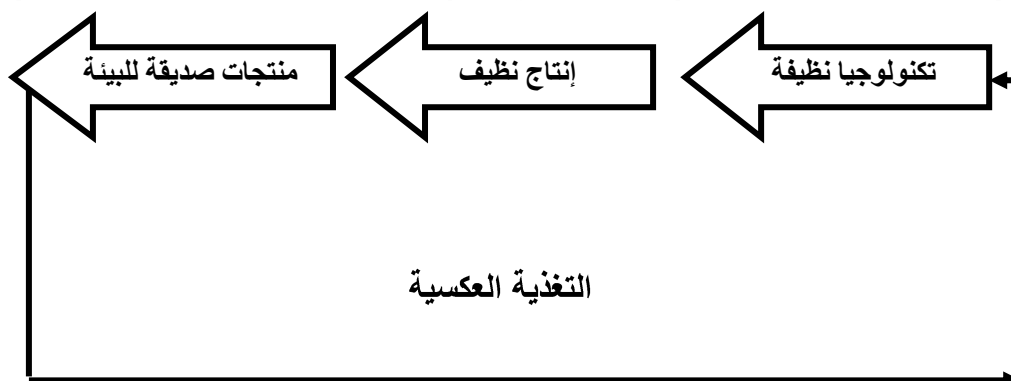 تكنولوجيا نظيفة
إنتاج نظيف
منتجات صديقة للبيئة
التغذية العكسية